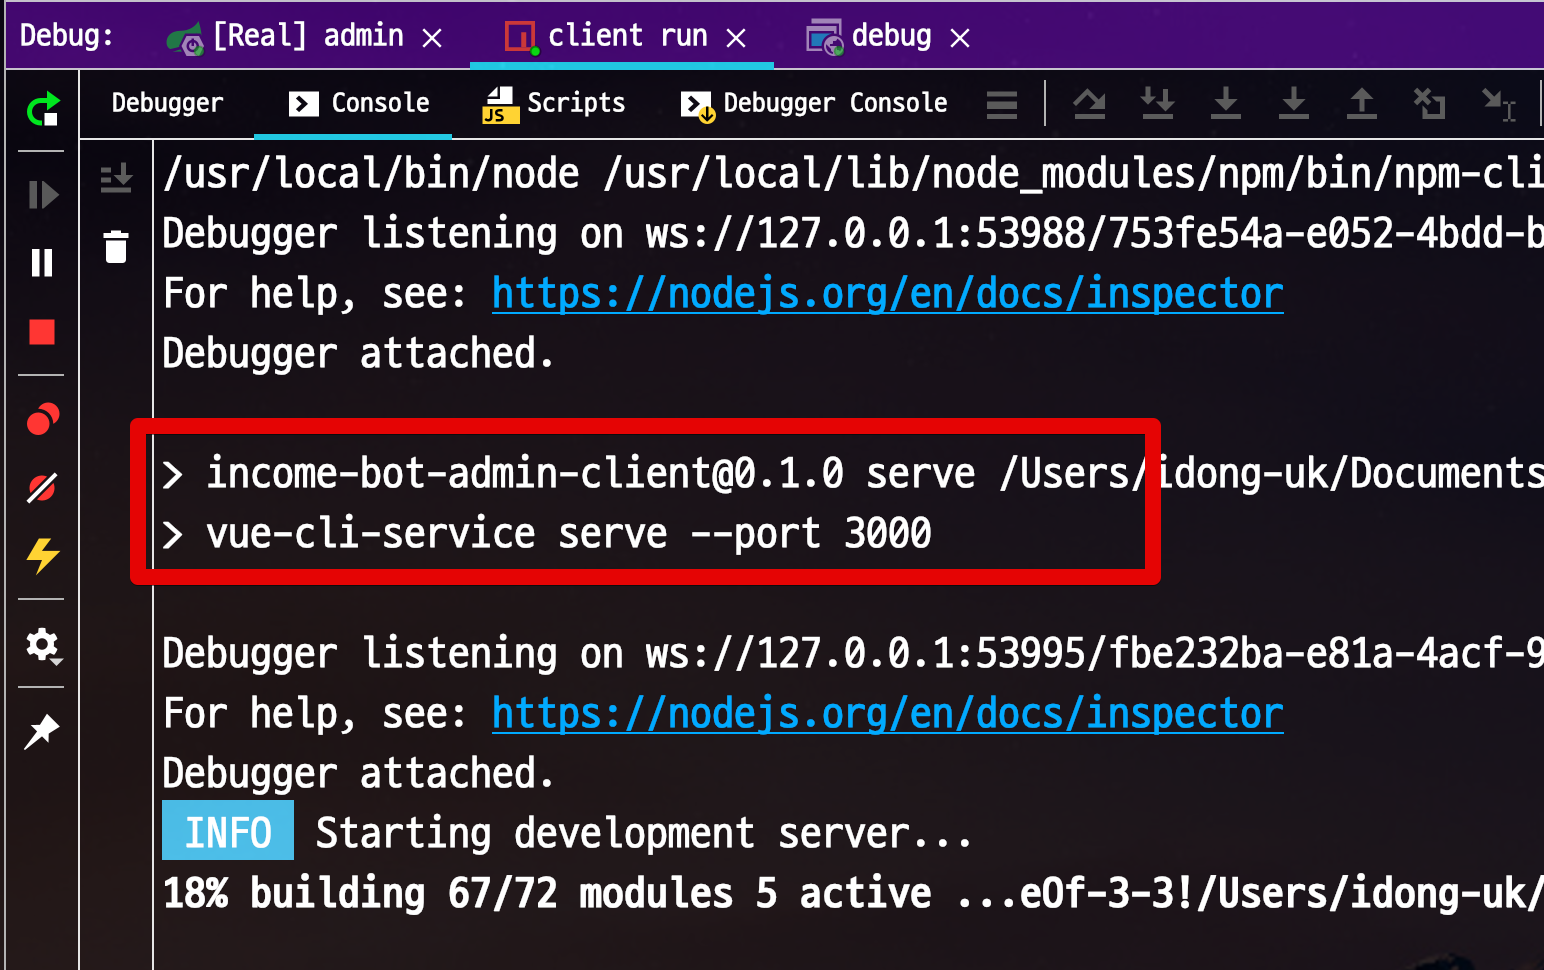 Debug: [Real] admin client run debug
Debugger Console JS Scripts Debugger Console
/usr/local/bin/node /usr/local/lib/node_modules/npm/bin/npm-cli
Debugger listening on ws://127.0.0.1:53988/753fe54a-e052-4bdd-b
For help, see: https://nodejs.org/en/docs/inspector
Debugger attached.
> income-bot-admin-client@0.1.0 serve /Users/idong-uk/Documents
> vue-cli-service serve --port 3000
Debugger listening on ws://127.0.0.1:53995/fbe232ba-e81a-4acf-9
For help, see: https://nodejs.org/en/docs/inspector
Debugger attached.
INFO Starting development server...
18% building 67/72 modules 5 active ...eOf-3-3!/Users/idong-uk/